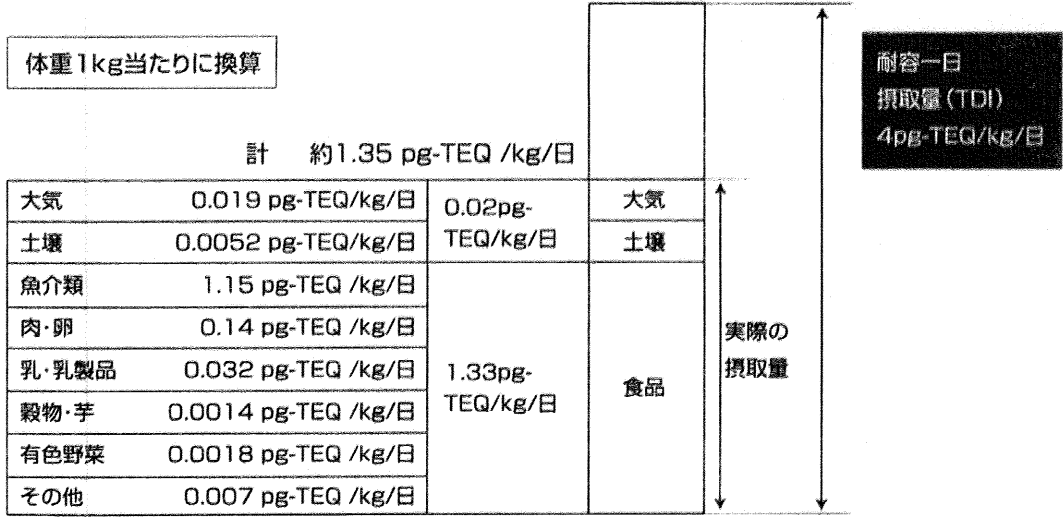 体重1kg当たりに換算
耐容一日
摂取量(TDI)
4pg-TEQ/kg/日
計 約1.35 pg-TEQ /kg/日
大気 0.019 pg-TEQ/kg/日
土壌 0.0052 pg-TEQ/kg/日
0.02pg-
TEQ/kg/日
大気
土壌
魚介類 1.15 pg-TEQ /kg/日
肉・卵 0.14 pg-TEQ /kg/日
乳・乳製品 0.032 pg-TEQ /kg/日
穀物・芋 0.0014 pg-TEQ /kg/日
有色野菜 0.0018 pg-TEQ /kg/日
その他 0.007 pg-TEQ /kg/日
1.33pg-
TEQ/kg/日
食品
実際の
摂取量